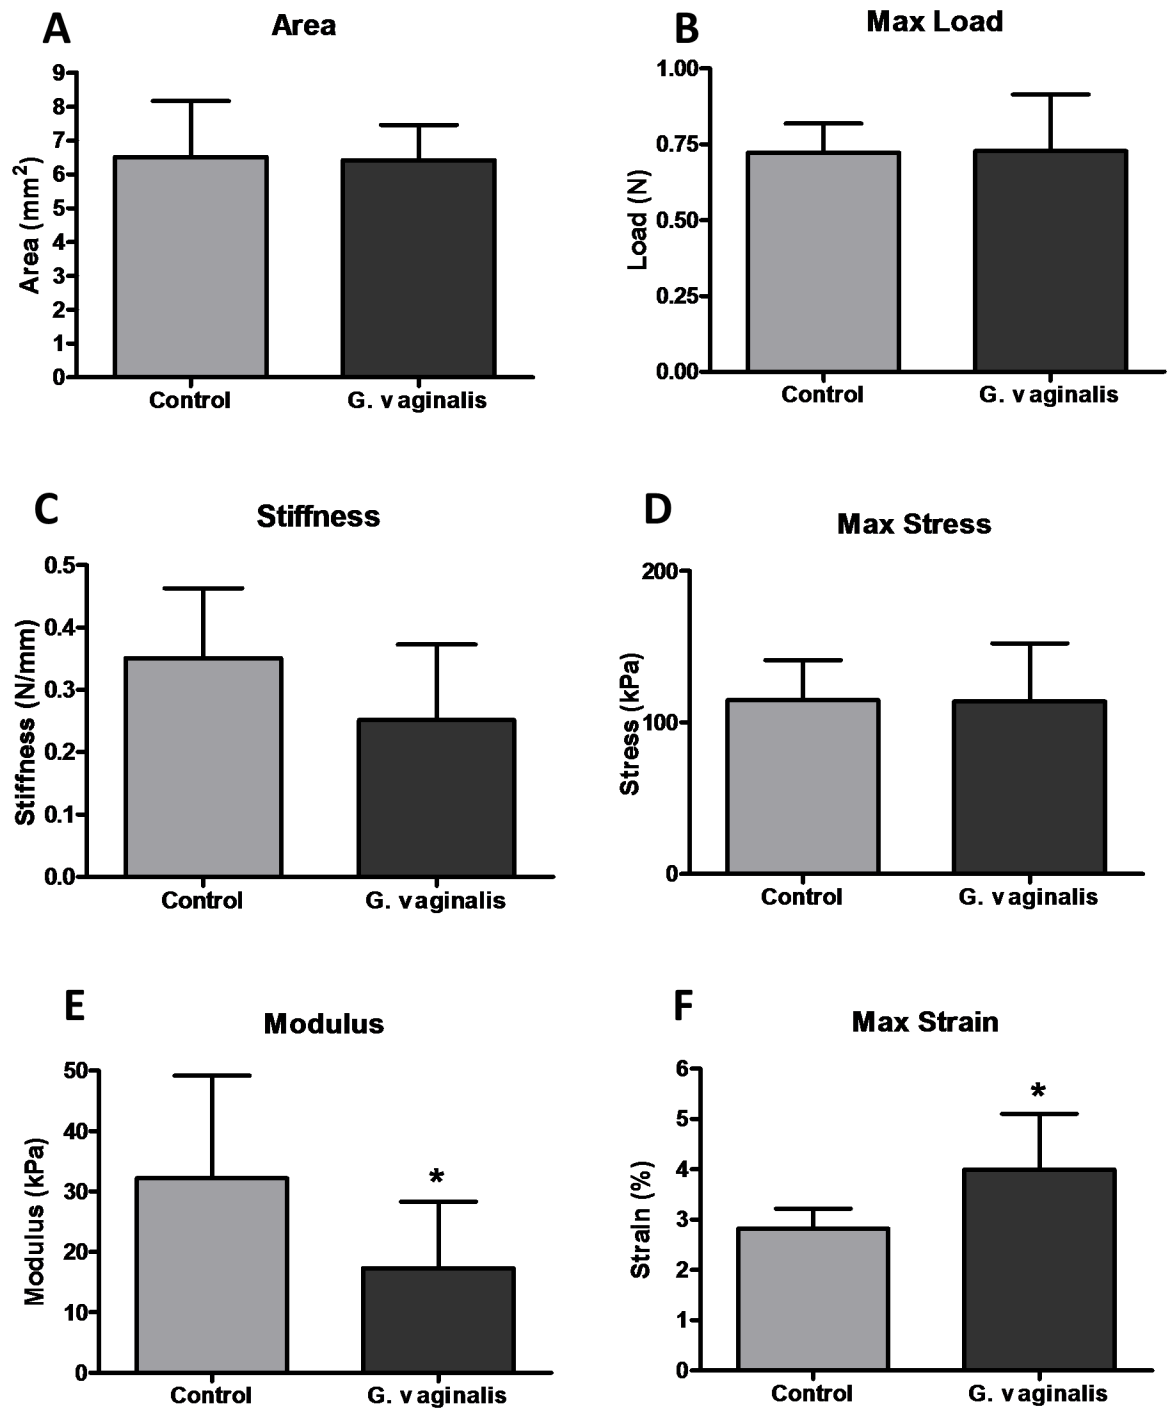 A
Area
9
8
7
6
5
4
3
2
1
0
Area (mm²)
Control
G. vaginalis
B
Max Load
1.00
0.75
0.50
0.25
0.00
Load (N)
Control
G. vaginalis
C
Stiffness
0.5
0.4
0.3
0.2
0.1
0.0
Stiffness (N/mm)
Control
G. vaginalis
D
Max Stress
200
100
0
Stress (kPa)
Control
G. vaginalis
E
Modulus
50
40
30
20
10
0
Modulus (kPa)
*
Control
G. vaginalis
F
Max Strain
6
5
4
3
2
1
0
StraIn (%)
*
Control
G. vaginalis